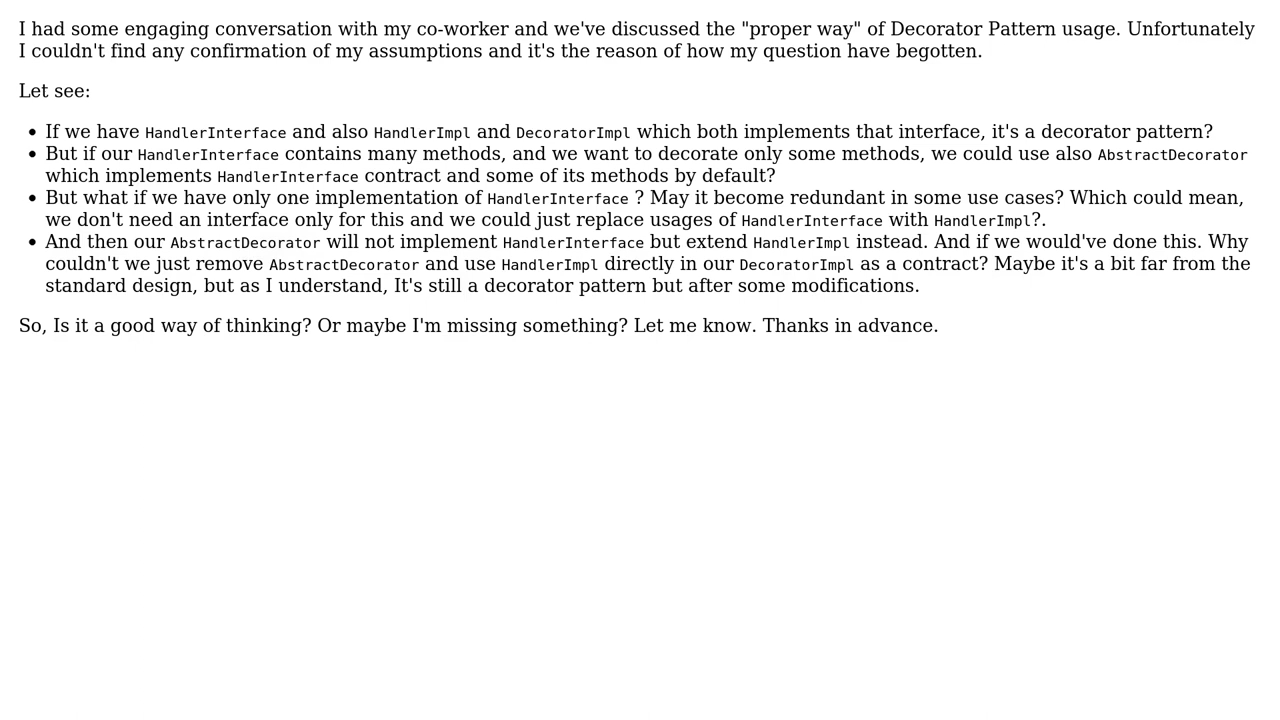 I had some engaging conversation with my co-worker and we've discussed the "proper way" of Decorator Pattern usage. Unfortunately
I couldn't find any confirmation of my assumptions and it's the reason of how my question have begotten.
Let see:
• If we have HandlerInterface and also HandlerImpl and DecoratorImpl which both implements that interface, it's a decorator pattern?
• But if our HandlerInterface contains many methods, and we want to decorate only some methods, we could use also AbstractDecorator
which implements HandlerInterface contract and some of its methods by default?
• But what if we have only one implementation of HandlerInterface ? May it become redundant in some use cases? Which could mean,
we don't need an interface only for this and we could just replace usages of HandlerInterface with HandlerImpl?.
• And then our AbstractDecorator will not implement HandlerInterface but extend HandlerImpl instead. And if we would've done this. Why
couldn't we just remove AbstractDecorator and use HandlerImpl directly in our DecoratorImpl as a contract? Maybe it's a bit far from the
standard design, but as I understand, It's still a decorator pattern but after some modifications.
So, Is it a good way of thinking? Or maybe I'm missing something? Let me know. Thanks in advance.